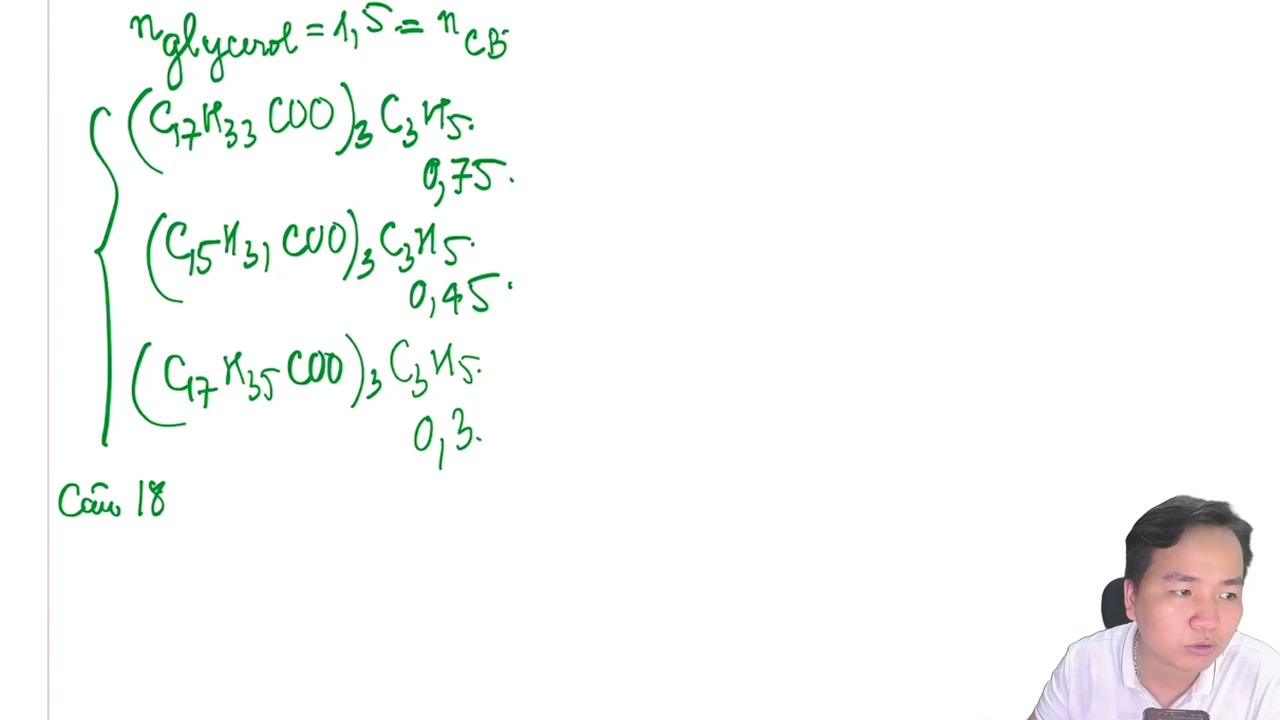 n glycerol = 1,5 = n CB
(C17H33COO)3C3H5.
0,75.
(C15H31COO)3C3H5.
0,45.
(C17H35COO)3C3H5.
0,3.
Câu 18